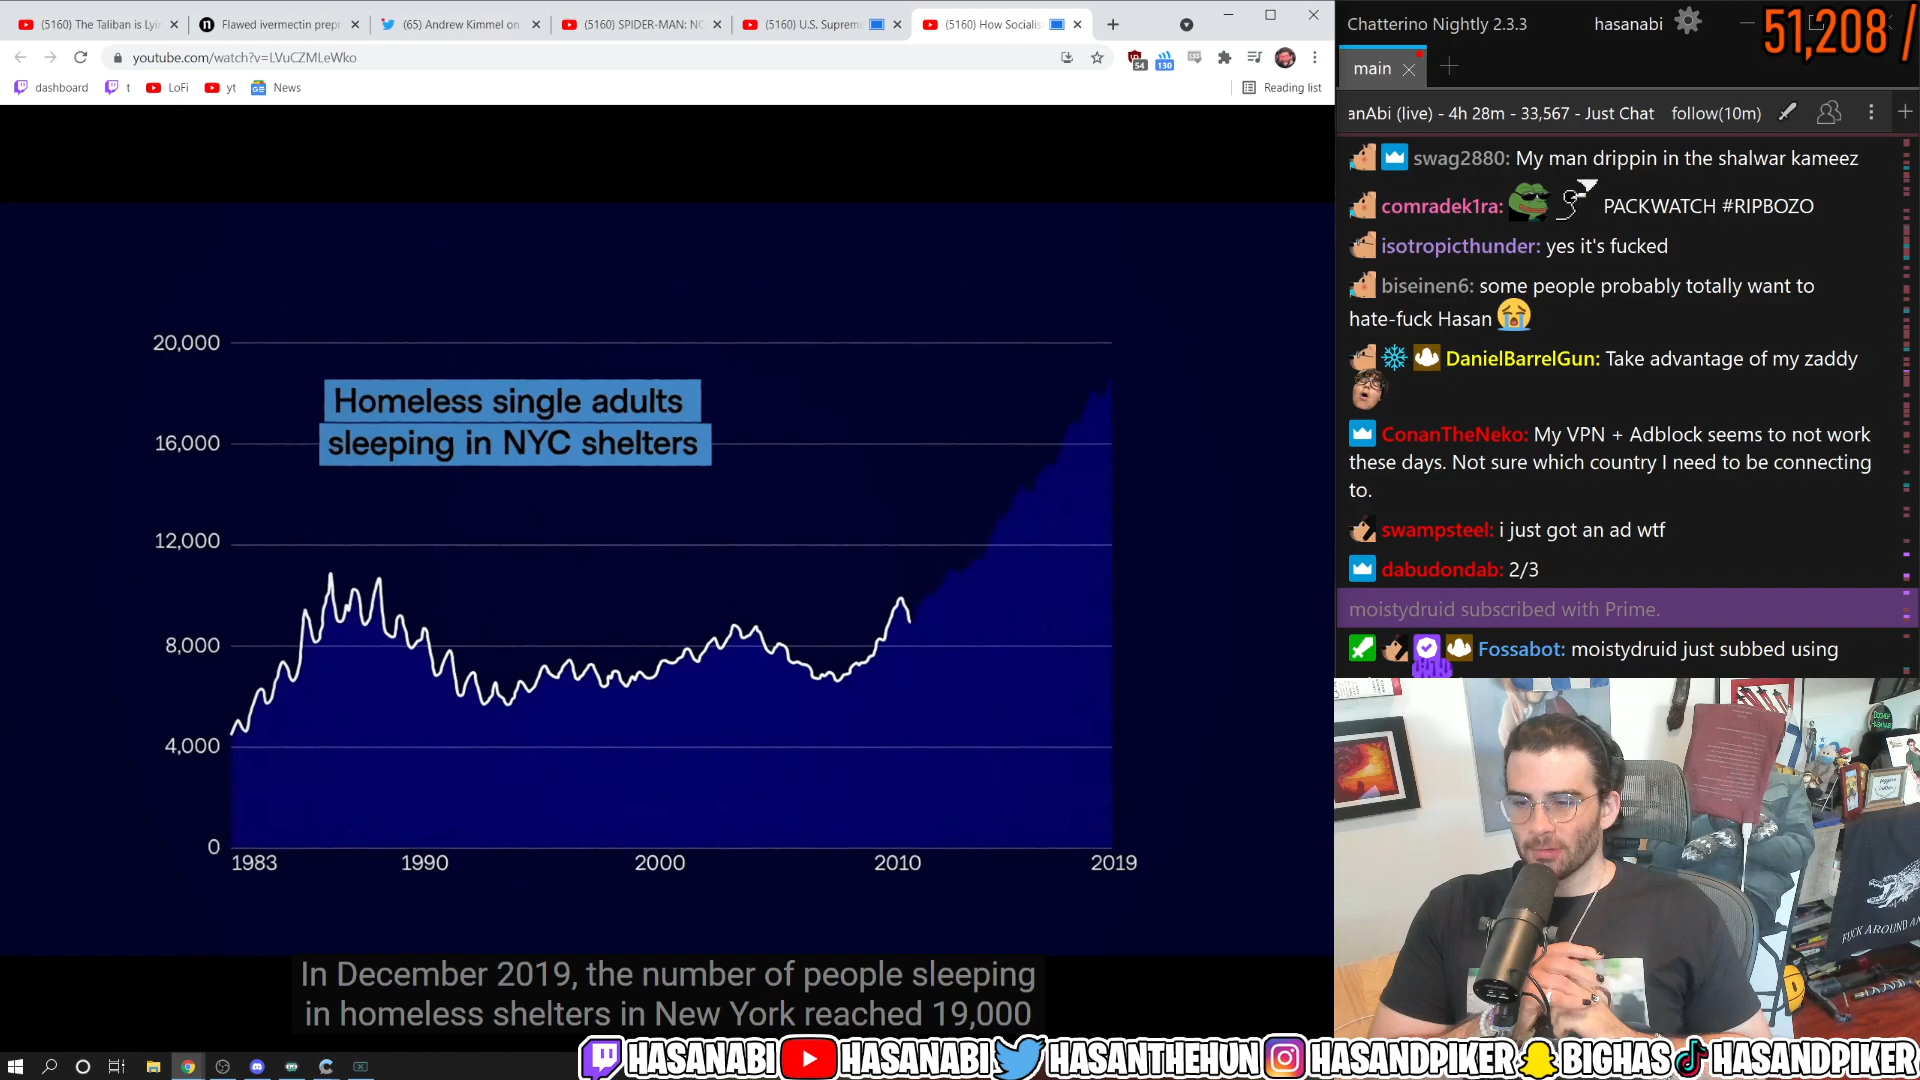 (5160) The Taliban is Lyin
Flawed ivermectin prepr
(65) Andrew Kimmel on
(5160) SPIDER-MAN: NO
(5160) U.S. Suprem
(5160) How Socialis
youtube.com/watch?v=LVuCZMLeWko
54
130
dashboard
t
LoFi
yt
News
Reading list
20,000
16,000
12,000
8,000
4,000
0
Homeless single adults
sleeping in NYC shelters
1983
1990
2000
2010
2019
In December 2019, the number of people sleeping
in homeless shelters in New York reached 19,000
Chatterino Nightly 2.3.3
hasanabi
51,208 /
main
anAbi (live) - 4h 28m - 33,567 - Just Chat
follow(10m)
swag2880: My man drippin in the shalwar kameez
comradek1ra: PACKWATCH #RIPBOZO
isotropicthunder: yes it's fucked
biseinen6: some people probably totally want to
hate-fuck Hasan
DanielBarrelGun: Take advantage of my zaddy
ConanTheNeko: My VPN + Adblock seems to not work
these days. Not sure which country I need to be connecting
to.
swampsteel: i just got an ad wtf
dabudondab: 2/3
moistydruid subscribed with Prime.
Fossabot: moistydruid just subbed using
FUCK AROUND AN
HASANABI
HASANABI
HASANTHEHUN
HASANDPIKER
BIGHAS
HASANDPIKER